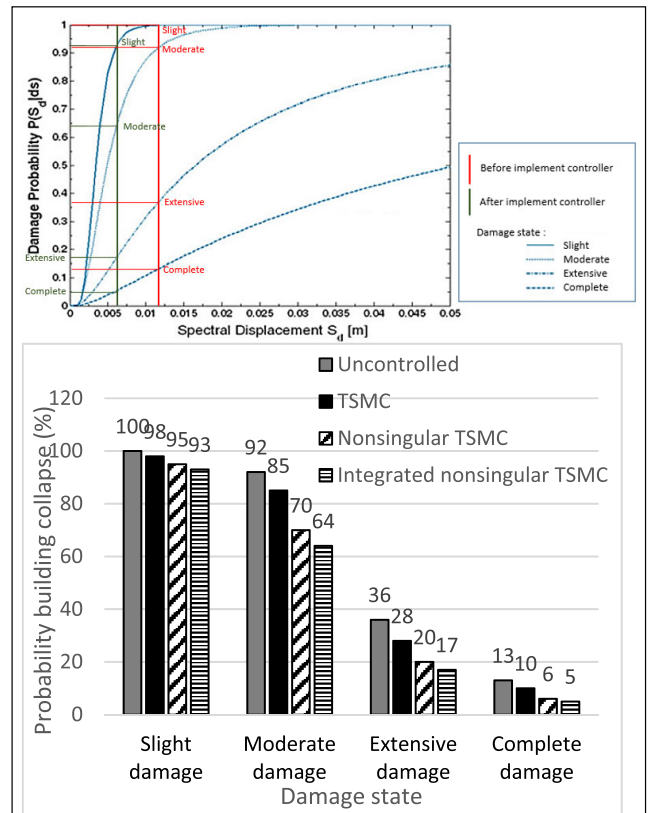 Damage Probability P(S_d|ds)
1
0.9
0.8
0.7
0.6
0.5
0.4
0.3
0.2
0.1
0
Slight
Slight
Moderate
Moderate
Extensive
Extensive
Complete
Complete
0 0.005 0.01 0.015 0.02 0.025 0.03 0.035 0.04 0.045 0.05
Spectral Displacement S_d [m]
Before implement controller
After implement controller
Damage state :
Slight
Moderate
Extensive
Complete
Uncontrolled
TSMC
Nonsingular TSMC
Integrated nonsingular TSMC
Probability building collapse (%)
120
100
80
60
40
20
0
100 98 95 93
92 85 70 64
36 28 20 17
13 10 6 5
Slight damage
Moderate damage
Extensive damage
Complete damage
Damage state